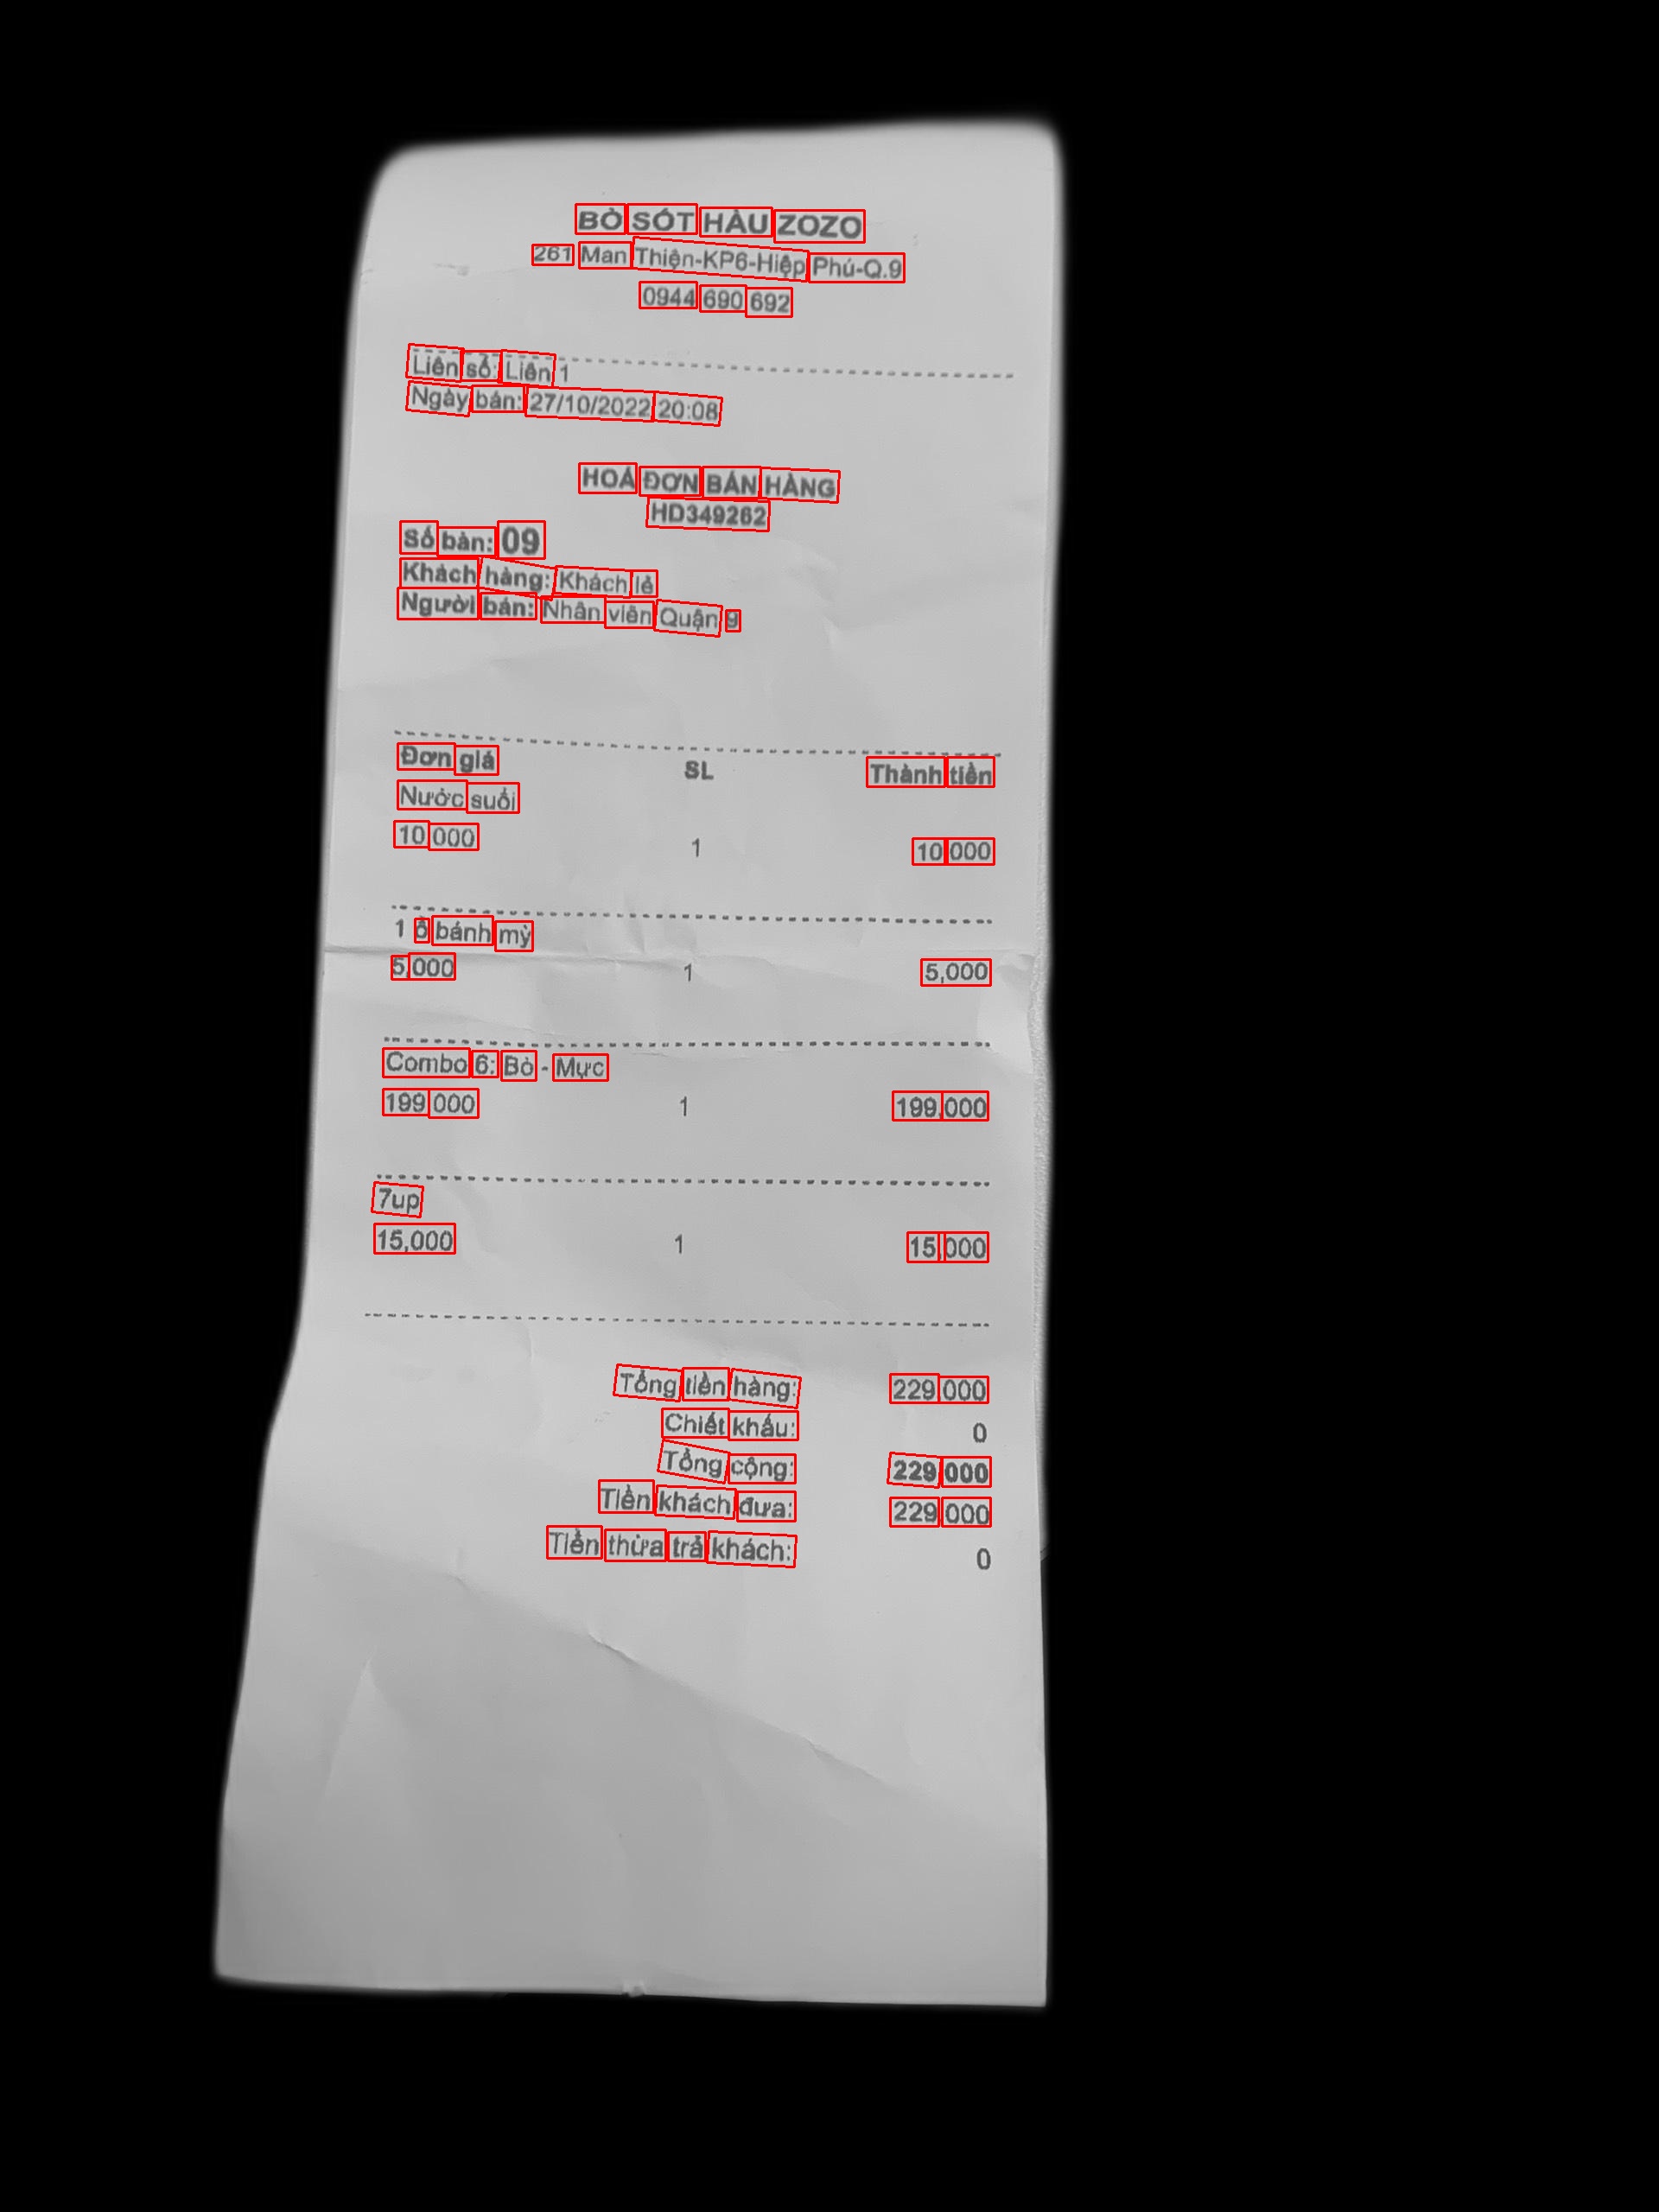 BÒ SỐT HÀU ZOZO
261 Man Thiện-KP6-Hiệp Phú-Q.9
0944 690 692
Liên số: Liên 1
Ngày bán: 27/10/2022 20:08
HOÁ ĐƠN BÁN HÀNG
HD349262
Số bàn: 09
Khách hàng: Khách lẻ
Người bán: Nhân viên Quận 9
Đơn giá SL Thành tiền
Nước suối
10,000 1 10,000
1 ổ bánh mỳ
5,000 1 5,000
Combo 6: Bò - Mực
199,000 1 199,000
7up
15,000 1 15,000
Tổng tiền hàng: 229,000
Chiết khấu: 0
Tổng cộng: 229,000
Tiền khách đưa: 229,000
Tiền thừa trả khách: 0